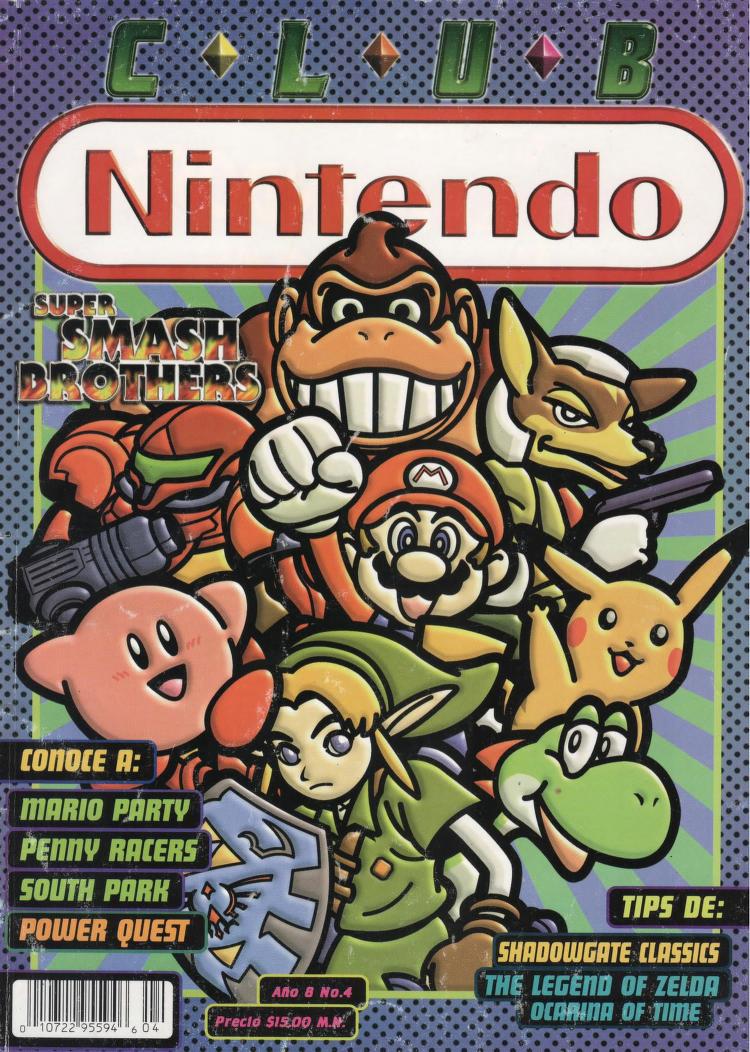 CLUB
Nintendo
SUPER
SMASH
BROTHERS
M
CONOCE A:
MARIO PARTY
PENNY RACERS
SOUTH PARK
POWER QUEST
TIPS DE:
SHADOWGATE CLASSICS
THE LEGEND OF ZELDA
OCARINA OF TIME
Año 8 No.4
Precio $15.00 M.N.
0 10722 95594 6 04